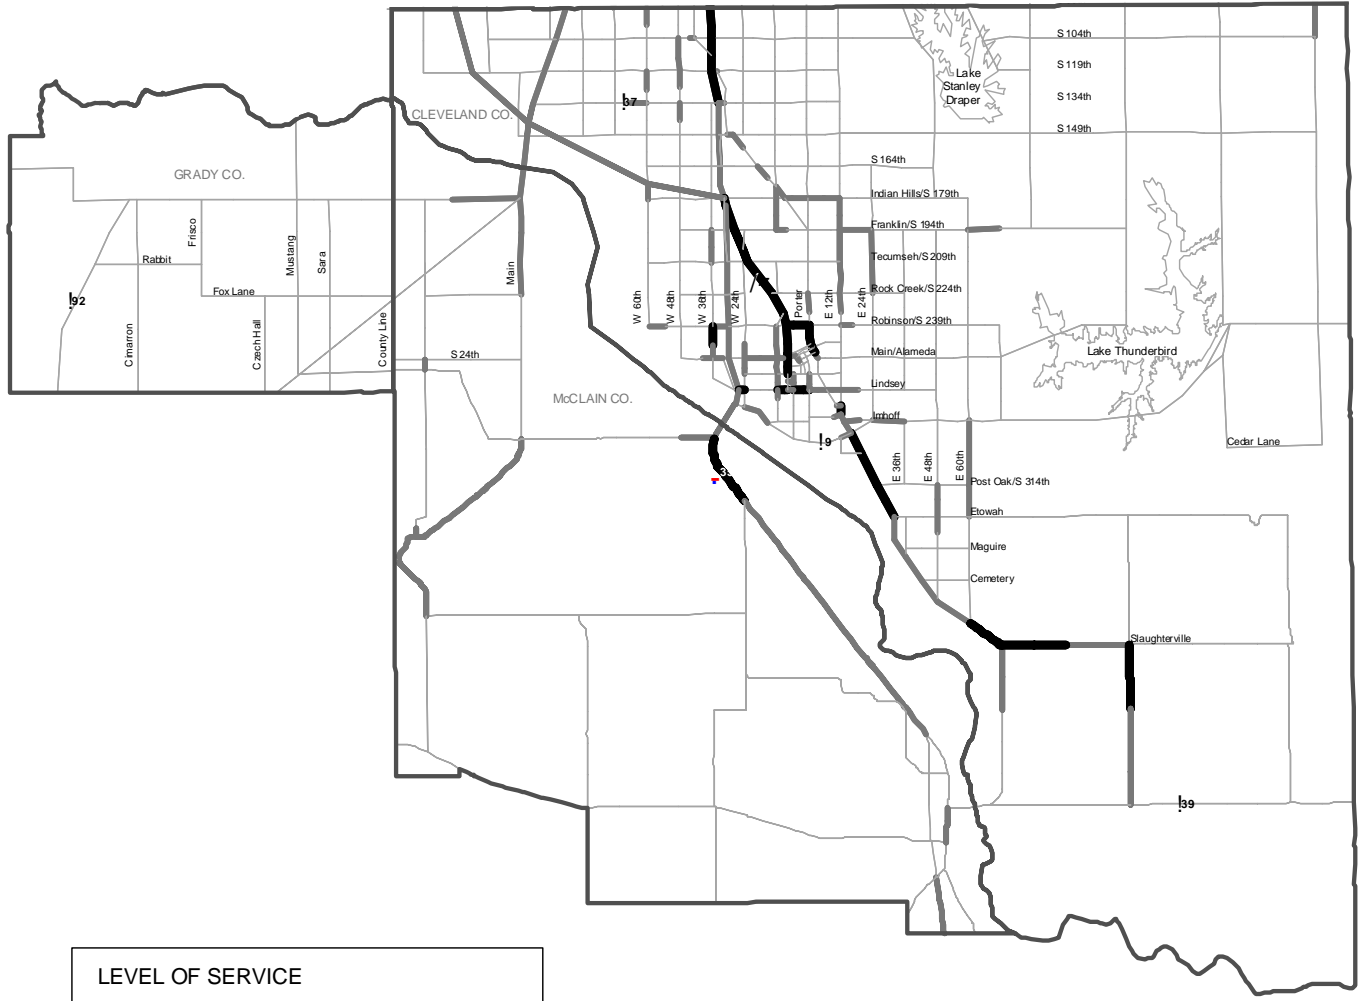 S 104th
S 119th
Lake
Stanley
Draper
S 134th
37
CLEVELAND CO.
S 149th
S 164th
GRADY CO.
Indian Hills/S 179th
Franklin/S 194th
Frisco
Mustang
Sara
Main
Rabbit
Tecumseh/S 209th
Fox Lane
Rock Creek/S 224th
92
W 60th
W 48th
W 36th
W 24th
Porter
E 12th
E 24th
Robinson/S 239th
Cimarron
Czech Hall
County Line
S 24th
Main/Alameda
Lake Thunderbird
Lindsey
McCLAIN CO.
Imhoff
9
Cedar Lane
E 36th
E 48th
E 60th
Post Oak/S 314th
Etowah
Maguire
Cemetery
Slaughterville
39
LEVEL OF SERVICE